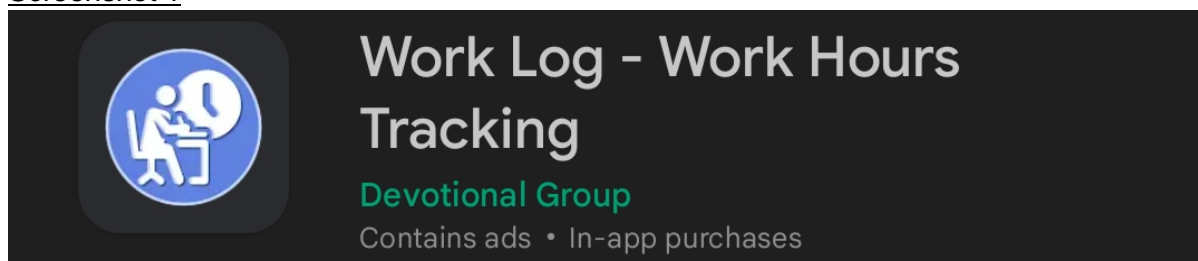 Work Log - Work Hours
Tracking
Devotional Group
Contains ads • In-app purchases